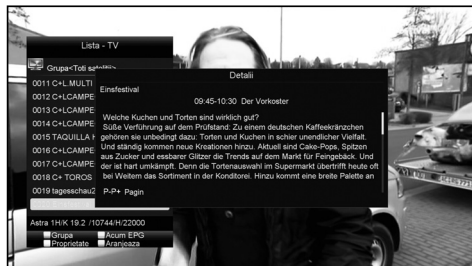 Lista - TV
Grupa<Toti sateliti>
0011 C+L.MULTI
0012 C+LCAMPE
0013 C+LCAMPE
0014 C+LCAMPE
0015 TAQUILLA H
0016 C+LCAMPE
0017 C+LCAMPE
0018 C+ TOROS
0019 tagesschau2
Astra 1H/K 19.2 /10744/H/22000
Grupa
Acum EPG
Proprietate
Aranjeaza
Detalii
Einsfestival
09:45-10:30 Der Vorkoster
Welche Kuchen und Torten sind wirklich gut?
Süße Verführung auf dem Prüfstand: Zu einem deutschen Kaffeekränzchen
gehören sie unbedingt dazu: Torten und Kuchen in schier unendlicher Vielfalt.
Und ständig kommen neue Kreationen hinzu. Aktuell sind Cake-Pops, Spitzen
aus Zucker und essbarer Glitzer die Trends auf dem Markt für Feingebäck. Und
der ist hart umkämpft. Denn die Tortenauswahl im Supermarkt übertrifft heute oft
bei Weitem das Sortiment in der Konditorei. Hinzu kommt eine breite Palette an
P-P+ Pagin